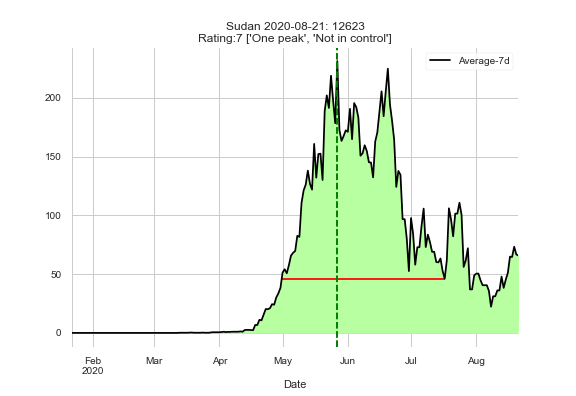 Sudan 2020-08-21: 12623
Rating:7 ['One peak', 'Not in control']
Average-7d
200
150
100
50
0
Feb Mar Apr May Jun Jul Aug
2020
Date